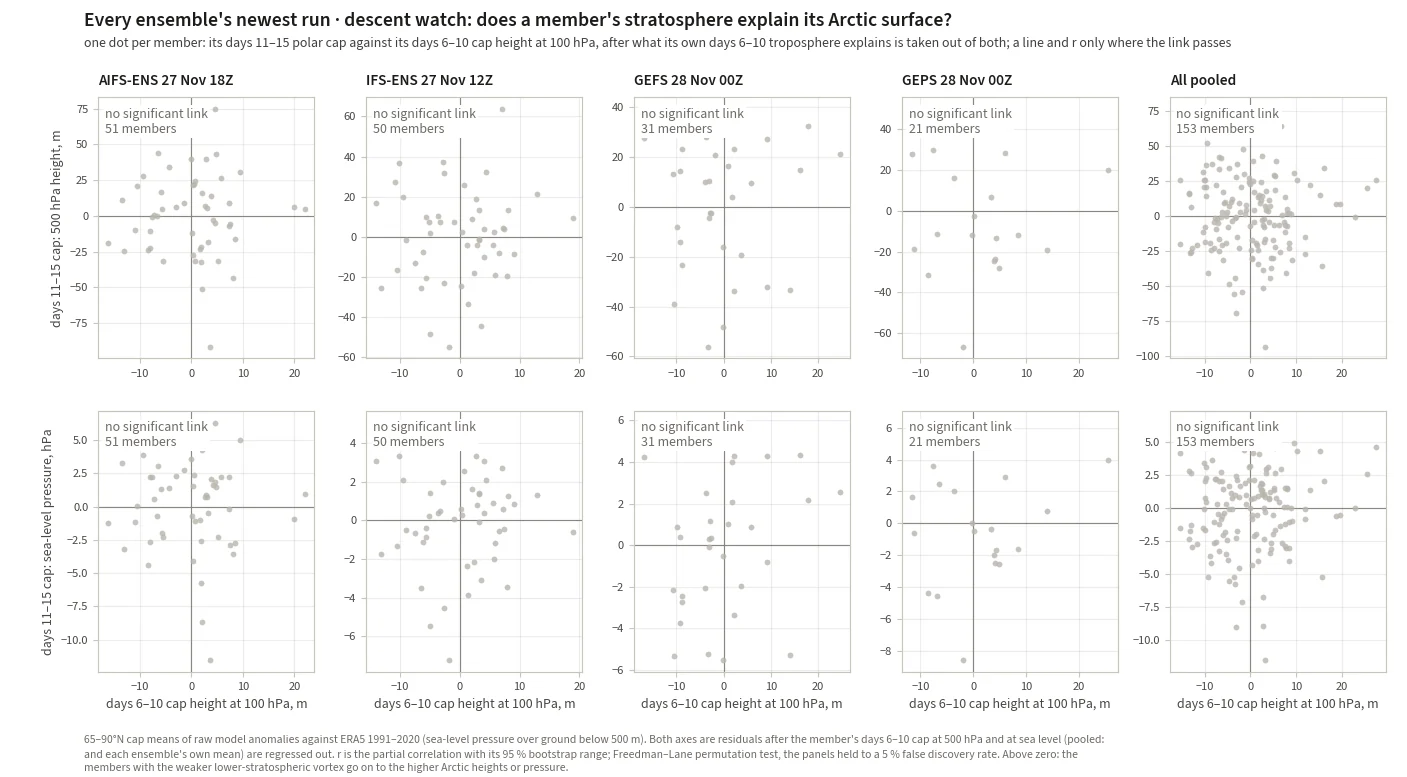 Every ensemble's newest run · descent watch: does a member's stratosphere explain its Arctic surface?
one dot per member: its days 11–15 polar cap against its days 6–10 cap height at 100 hPa, after what its own days 6–10 troposphere explains is taken out of both; a line and r only where the link passes
AIFS-ENS 27 Nov 18Z
IFS-ENS 27 Nov 12Z
GEFS 28 Nov 00Z
GEPS 28 Nov 00Z
All pooled
days 11–15 cap: 500 hPa height, m
no significant link
51 members
75
50
25
0
−25
−50
−75
−10
0
10
20
no significant link
50 members
60
40
20
0
−20
−40
−60
−10
0
10
20
no significant link
31 members
40
20
0
−20
−40
−60
−10
0
10
20
no significant link
21 members
40
20
0
−20
−40
−60
−10
0
10
20
no significant link
153 members
75
50
25
0
−25
−50
−75
−100
−10
0
10
20
days 11–15 cap: sea-level pressure, hPa
no significant link
51 members
5.0
2.5
0.0
−2.5
−5.0
−7.5
−10.0
−10
0
10
20
days 6–10 cap height at 100 hPa, m
no significant link
50 members
4
2
0
−2
−4
−6
−10
0
10
20
days 6–10 cap height at 100 hPa, m
no significant link
31 members
6
4
2
0
−2
−4
−6
−10
0
10
20
days 6–10 cap height at 100 hPa, m
no significant link
21 members
6
4
2
0
−2
−4
−6
−8
−10
0
10
20
days 6–10 cap height at 100 hPa, m
no significant link
153 members
5.0
2.5
0.0
−2.5
−5.0
−7.5
−10.0
−10
0
10
20
days 6–10 cap height at 100 hPa, m
65–90°N cap means of raw model anomalies against ERA5 1991–2020 (sea-level pressure over ground below 500 m). Both axes are residuals after the member's days 6–10 cap at 500 hPa and at sea level (pooled:
and each ensemble's own mean) are regressed out. r is the partial correlation with its 95 % bootstrap range; Freedman–Lane permutation test, the panels held to a 5 % false discovery rate. Above zero: the
members with the weaker lower-stratospheric vortex go on to the higher Arctic heights or pressure.